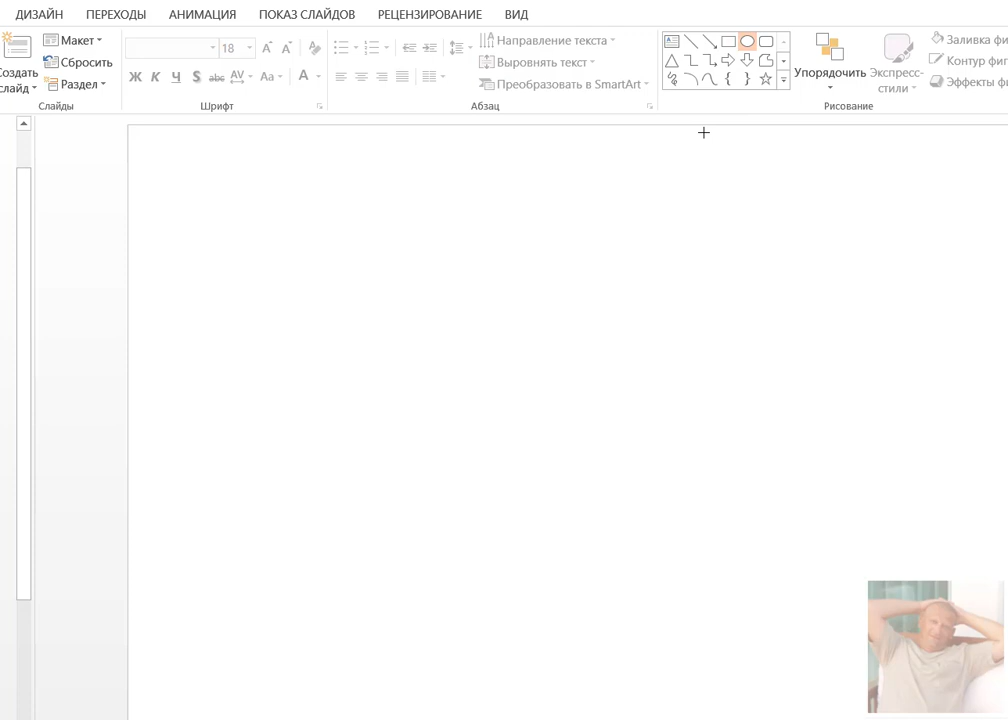 ДИЗАЙН ПЕРЕХОДЫ АНИМАЦИЯ ПОКАЗ СЛАЙДОВ РЕЦЕНЗИРОВАНИЕ ВИД
Создать
слайд
Макет
Сбросить
Раздел
Слайды
18
A A
Ж К Ч S abc AV Aa A
Шрифт
Направление текста
Выровнять текст
Преобразовать в SmartArt
Абзац
Упорядочить
Экспресс-
стили
Заливка фи
Контур фиг
Эффекты фи
Рисование